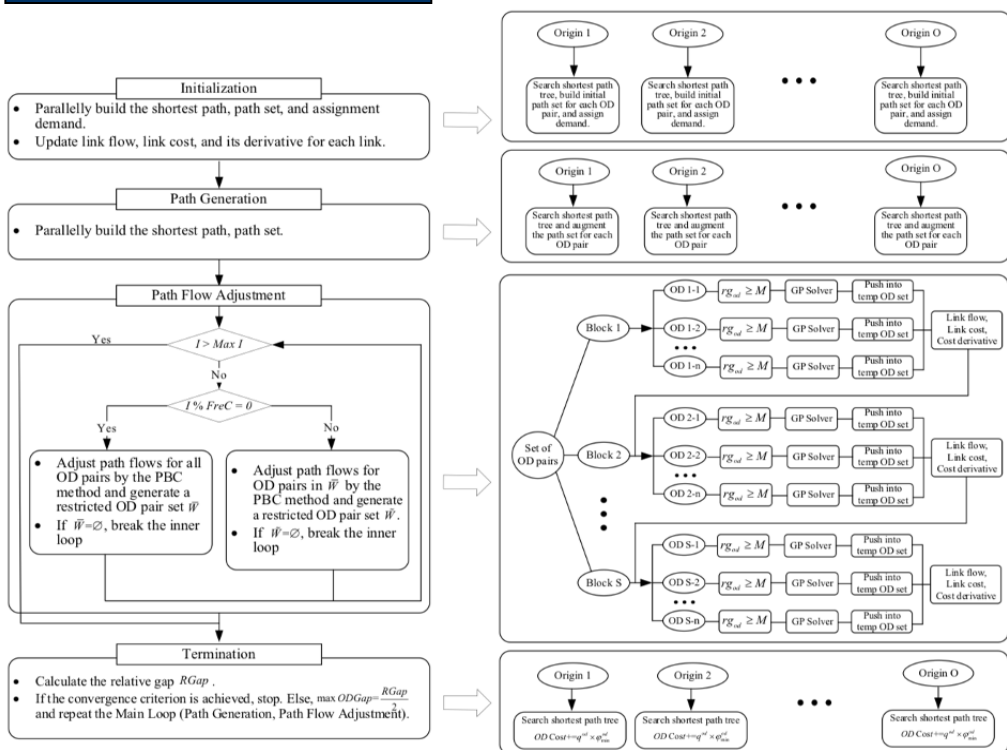 Initialization
• Parallelly build the shortest path, path set, and assignment
demand.
• Update link flow, link cost, and its derivative for each link.
Path Generation
• Parallelly build the shortest path, path set.
Path Flow Adjustment
Yes
I > Max I
No
I % FreC = 0
Yes
No
• Adjust path flows for all
OD pairs by the PBC
method and generate a
restricted OD pair set W̄
• If W̄=∅, break the inner
loop
• Adjust path flows for
OD pairs in W̄ by the
PBC method and generate
a restricted OD pair set W̄.
• If W̄=∅, break the inner
loop
Termination
• Calculate the relative gap RGap .
• If the convergence criterion is achieved, stop. Else, max ODGap= RGap/2
and repeat the Main Loop (Path Generation, Path Flow Adjustment).
Origin 1
Origin 2
Origin O
Search shortest path
tree, build initial
path set for each OD
pair, and assign
demand.
Search shortest path
tree, build initial
path set for each OD
pair, and assign
demand.
• • •
Search shortest path
tree, build initial
path set for each OD
pair, and assign
demand.
Origin 1
Origin 2
Origin O
Search shortest path
tree and augment
the path set for each
OD pair
Search shortest path
tree and augment
the path set for each
OD pair
• • •
Search shortest path
tree and augment
the path set for each
OD pair
Set of
OD pairs
Block 1
OD 1-1 rg_od ≥ M GP Solver Push into
temp OD set
OD 1-2 rg_od ≥ M GP Solver Push into
temp OD set
• • •
OD 1-n rg_od ≥ M GP Solver Push into
temp OD set
Link flow,
Link cost,
Cost derivative
Block 2
OD 2-1 rg_od ≥ M GP Solver Push into
temp OD set
OD 2-2 rg_od ≥ M GP Solver Push into
temp OD set
• • •
OD 2-n rg_od ≥ M GP Solver Push into
temp OD set
Link flow,
Link cost,
Cost derivative
Block S
OD S-1 rg_od ≥ M GP Solver Push into
temp OD set
OD S-2 rg_od ≥ M GP Solver Push into
temp OD set
• • •
OD S-n rg_od ≥ M GP Solver Push into
temp OD set
Link flow,
Link cost,
Cost derivative
Origin 1
Origin 2
Origin O
Search shortest path tree
OD Cost+=q^od × φ^od_min
Search shortest path tree
OD Cost+=q^od × φ^od_min
• • •
Search shortest path tree
OD Cost+=q^od × φ^od_min